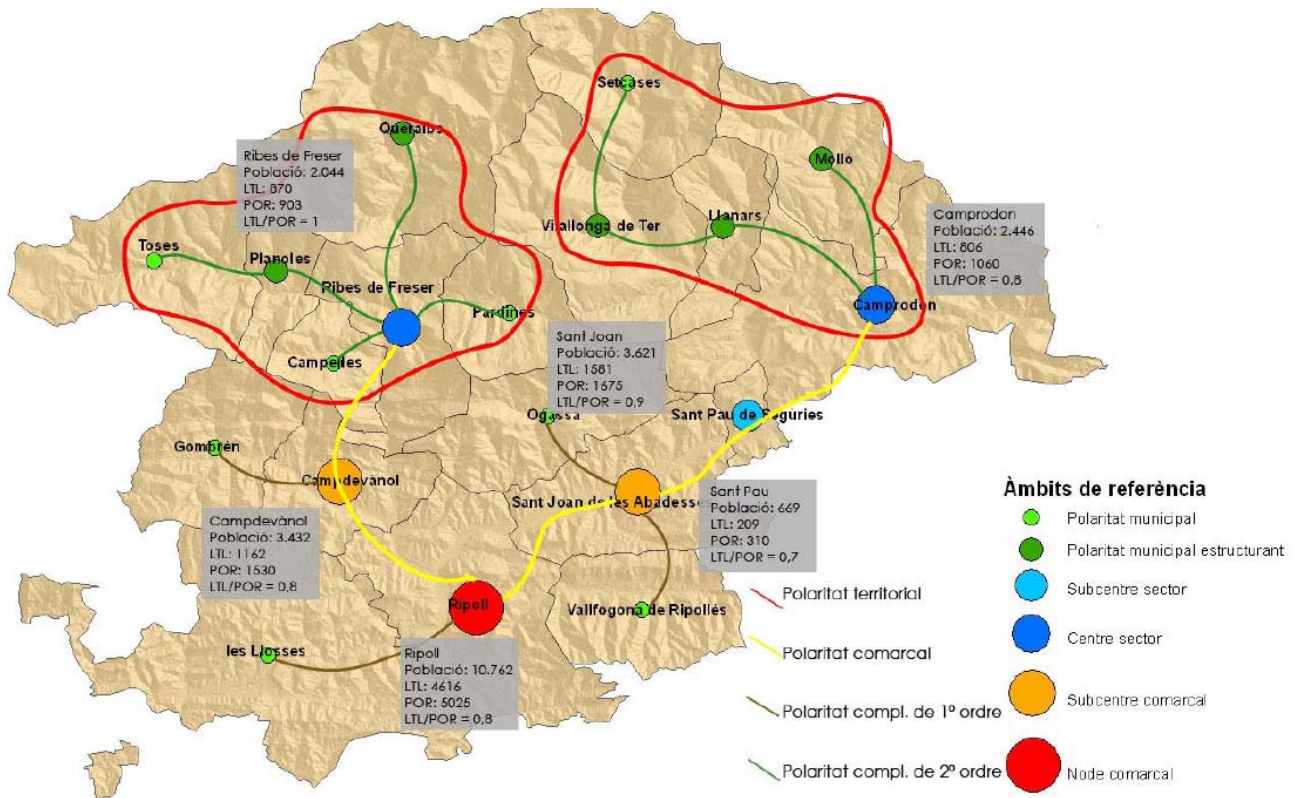 Setcases
Queralbs
Molló
Ribes de Freser
Població: 2.044
LTL: 870
POR: 903
LTL/POR = 1
Vilallonga de Ter
Llanars
Camprodon
Població: 2.446
LTL: 806
POR: 1060
LTL/POR = 0,8
Toses
Planoles
Ribes de Freser
Pardines
Camprodon
Campelles
Sant Joan
Població: 3.621
LTL: 1581
POR: 1675
LTL/POR = 0,9
Ogassa
Sant Pau de Segúries
Gombrèn
Campdevànol
Sant Joan de les Abadesses
Sant Pau
Població: 669
LTL: 209
POR: 310
LTL/POR = 0,7
Campdevànol
Població: 3.432
LTL: 1162
POR: 1530
LTL/POR = 0,8
Ripoll
Vallfogona de Ripollès
les Llosses
Ripoll
Població: 10.762
LTL: 4616
POR: 5025
LTL/POR = 0,8
Polaritat territorial
Polaritat comarcal
Polaritat compl. de 1º ordre
Polaritat compl. de 2º ordre
Àmbits de referència
Polaritat municipal
Polaritat municipal estructurant
Subcentre sector
Centre sector
Subcentre comarcal
Node comarcal